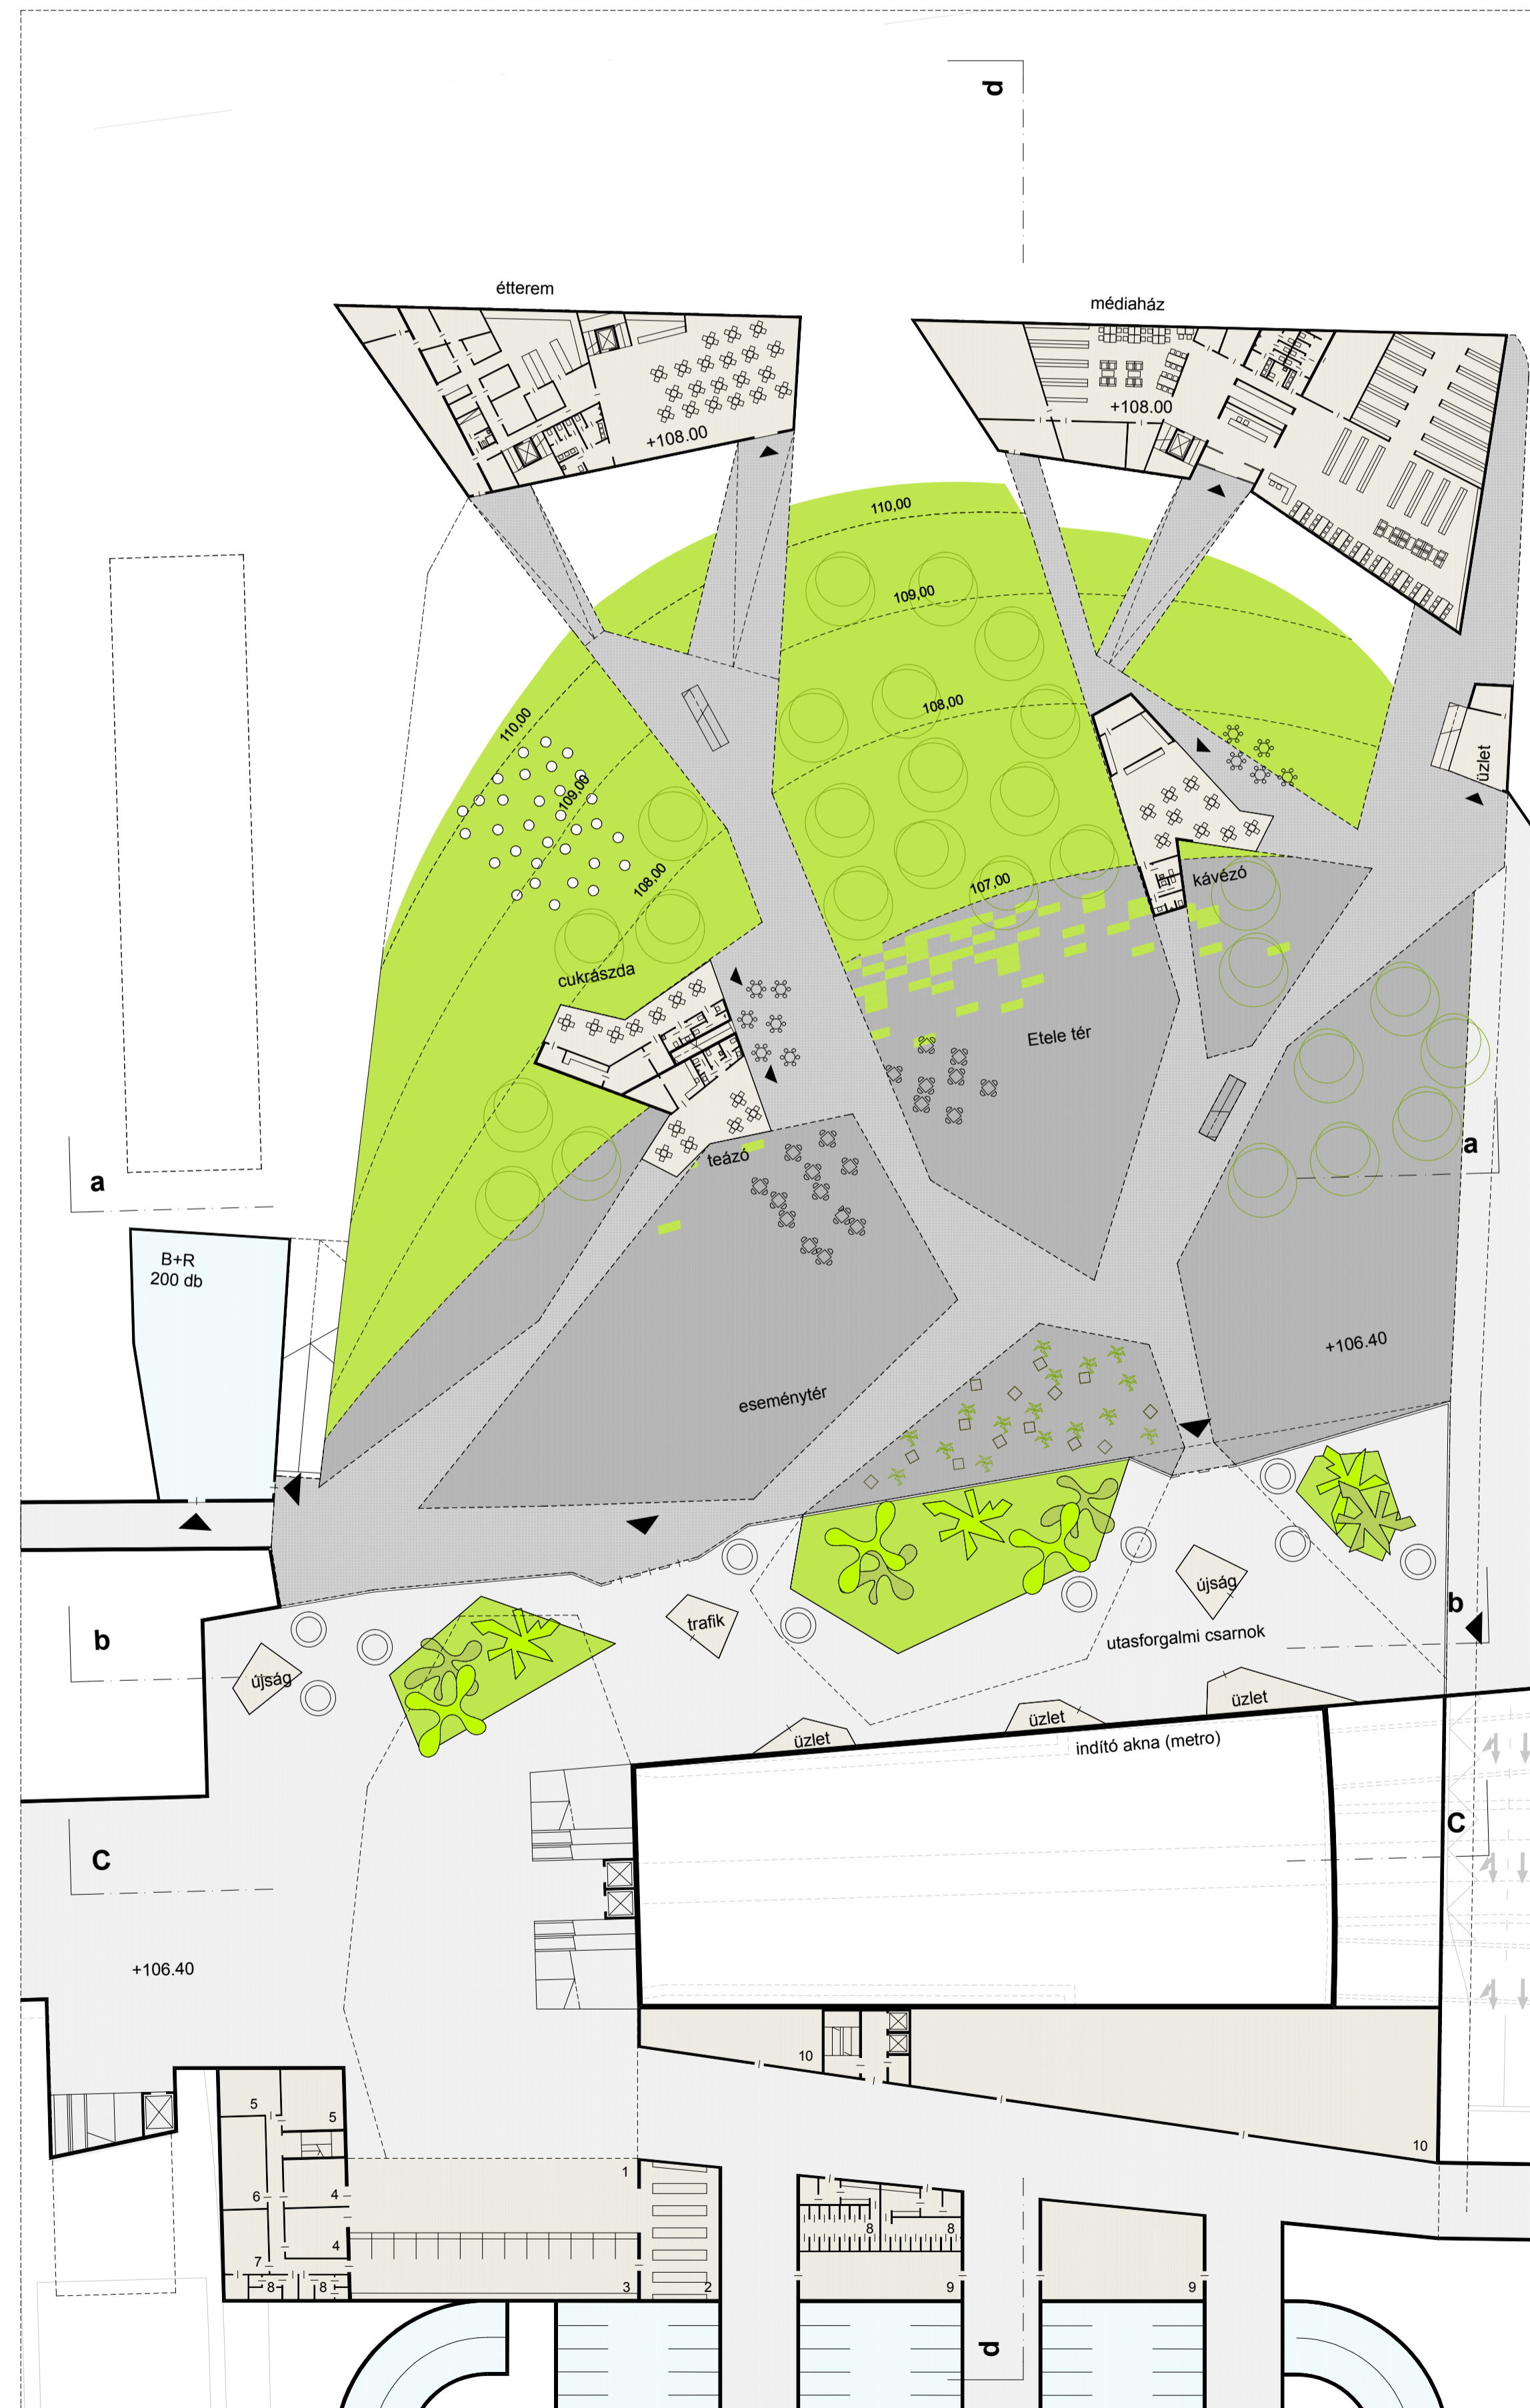 d
étterem
médiaház
+108.00
+108.00
110,00
109,00
108,00
107,00
110,00
109,00
108,00
üzlet
kávézó
cukrászda
Etele tér
teázó
a
a
B+R
200 db
+106.40
eseménytér
újság
trafik
utasforgalmi csarnok
b
b
újság
üzlet
üzlet
üzlet
indító akna (metro)
C
C
+106.40
10
10
5
5
6
4
4
7
8
8
1
3
2
8
8
9
9
d